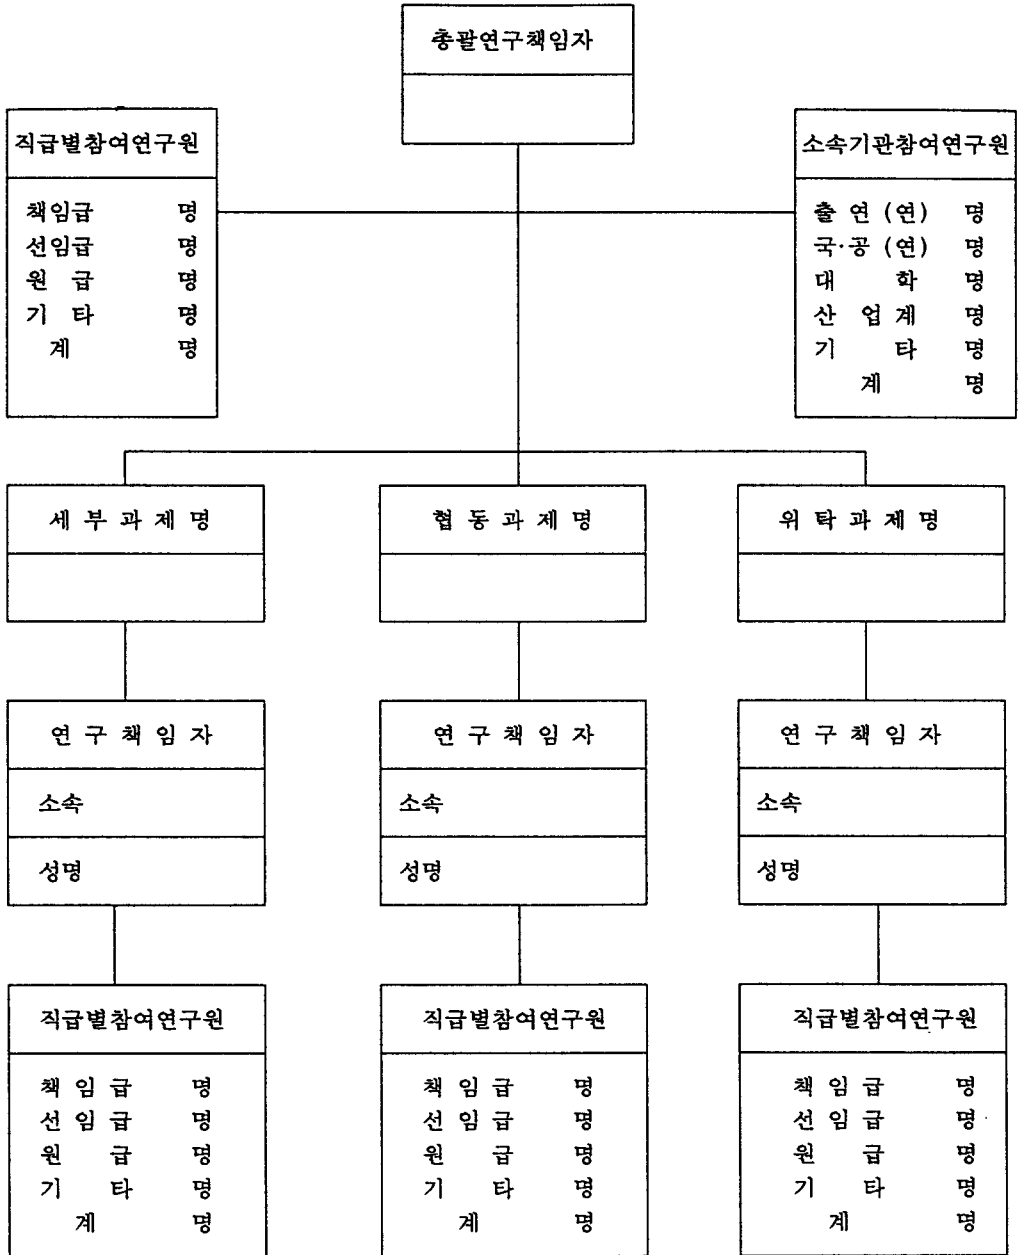 총괄연구책임자
직급별참여연구원
책임급 명
선임급 명
원 급 명
기 타 명
계 명
소속기관참여연구원
출 연 (연) 명
국·공 (연) 명
대 학 명
산 업 계 명
기 타 명
계 명
세 부 과 제 명
협 동 과 제 명
위 탁 과 제 명
연 구 책 임 자
소속
성명
연 구 책 임 자
소속
성명
연 구 책 임 자
소속
성명
직급별참여연구원
책 임 급 명
선 임 급 명
원 급 명
기 타 명
계 명
직급별참여연구원
책 임 급 명
선 임 급 명
원 급 명
기 타 명
계 명
직급별참여연구원
책 임 급 명
선 임 급 명
원 급 명
기 타 명
계 명